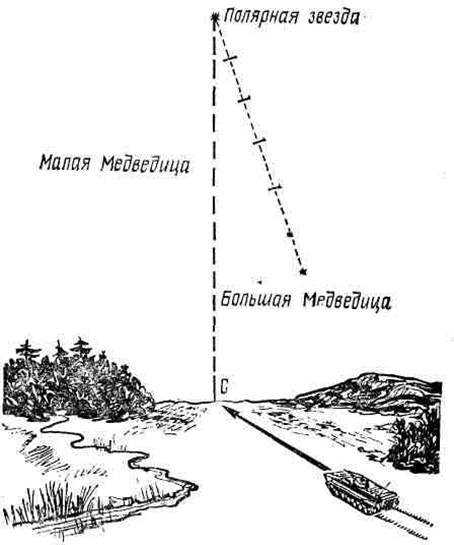 Полярная звезда
Малая Медведица
Большая Медведица
С